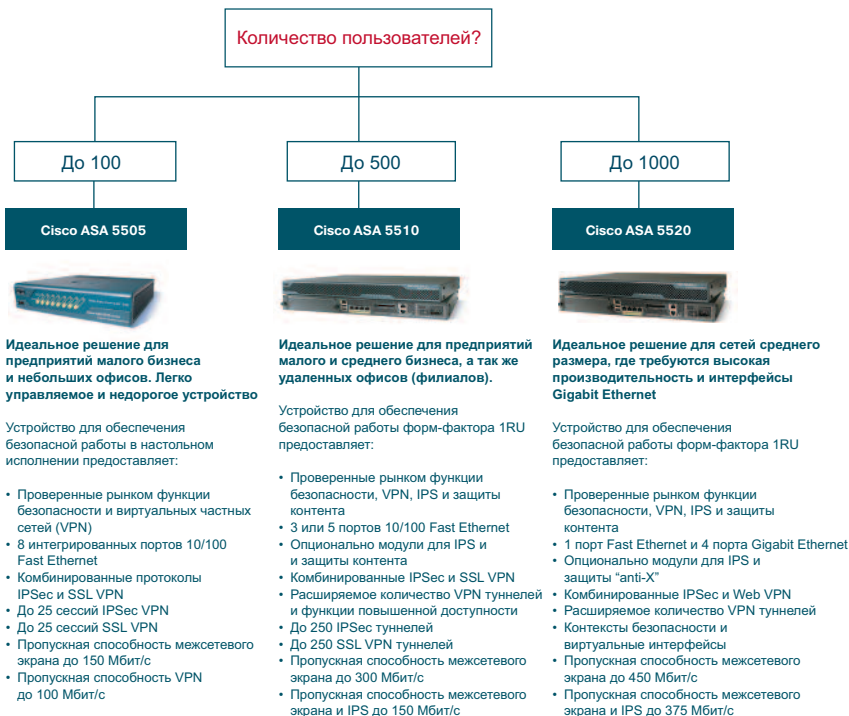 Количество пользователей?
До 100
До 500
До 1000
Cisco ASA 5505
Cisco ASA 5510
Cisco ASA 5520
Идеальное решение для
предприятий малого бизнеса
и небольших офисов. Легко
управляемое и недорогое устройство
Устройство для обеспечения
безопасной работы в настольном
исполнении предоставляет:
• Проверенные рынком функции
безопасности и виртуальных частных
сетей (VPN)
• 8 интегрированных портов 10/100
Fast Ethernet
• Комбинированные протоколы
IPSec и SSL VPN
• До 25 сессий IPSec VPN
• До 25 сессий SSL VPN
• Пропускная способность межсетевого
экрана до 150 Мбит/с
• Пропускная способность VPN
до 100 Мбит/с
Идеальное решение для предприятий
малого и среднего бизнеса, а так же
удаленных офисов (филиалов).
Устройство для обеспечения
безопасной работы форм-фактора 1RU
предоставляет:
• Проверенные рынком функции
безопасности, VPN, IPS и защиты
контента
• 3 или 5 портов 10/100 Fast Ethernet
• Опционально модули для IPS и
и защиты контента
• Комбинированные IPSec и SSL VPN
• Расширяемое количество VPN туннелей
и функции повышенной доступности
• До 250 IPSec туннелей
• До 250 SSL VPN туннелей
• Пропускная способность межсетевого
экрана до 300 Мбит/с
• Пропускная способность межсетевого
экрана и IPS до 150 Мбит/с
Идеальное решение для сетей среднего
размера, где требуются высокая
производительность и интерфейсы
Gigabit Ethernet
Устройство для обеспечения
безопасной работы форм-фактора 1RU
предоставляет:
• Проверенные рынком функции
безопасности, VPN, IPS и защиты
контента
• 1 порт Fast Ethernet и 4 порта Gigabit Ethernet
• Опционально модули для IPS и
защиты “anti-X”
• Комбинированные IPSec и Web VPN
• Расширяемое количество VPN туннелей
• Контексты безопасности и
виртуальные интерфейсы
• Пропускная способность межсетевого
экрана до 450 Мбит/с
• Пропускная способность межсетевого
экрана и IPS до 375 Мбит/с